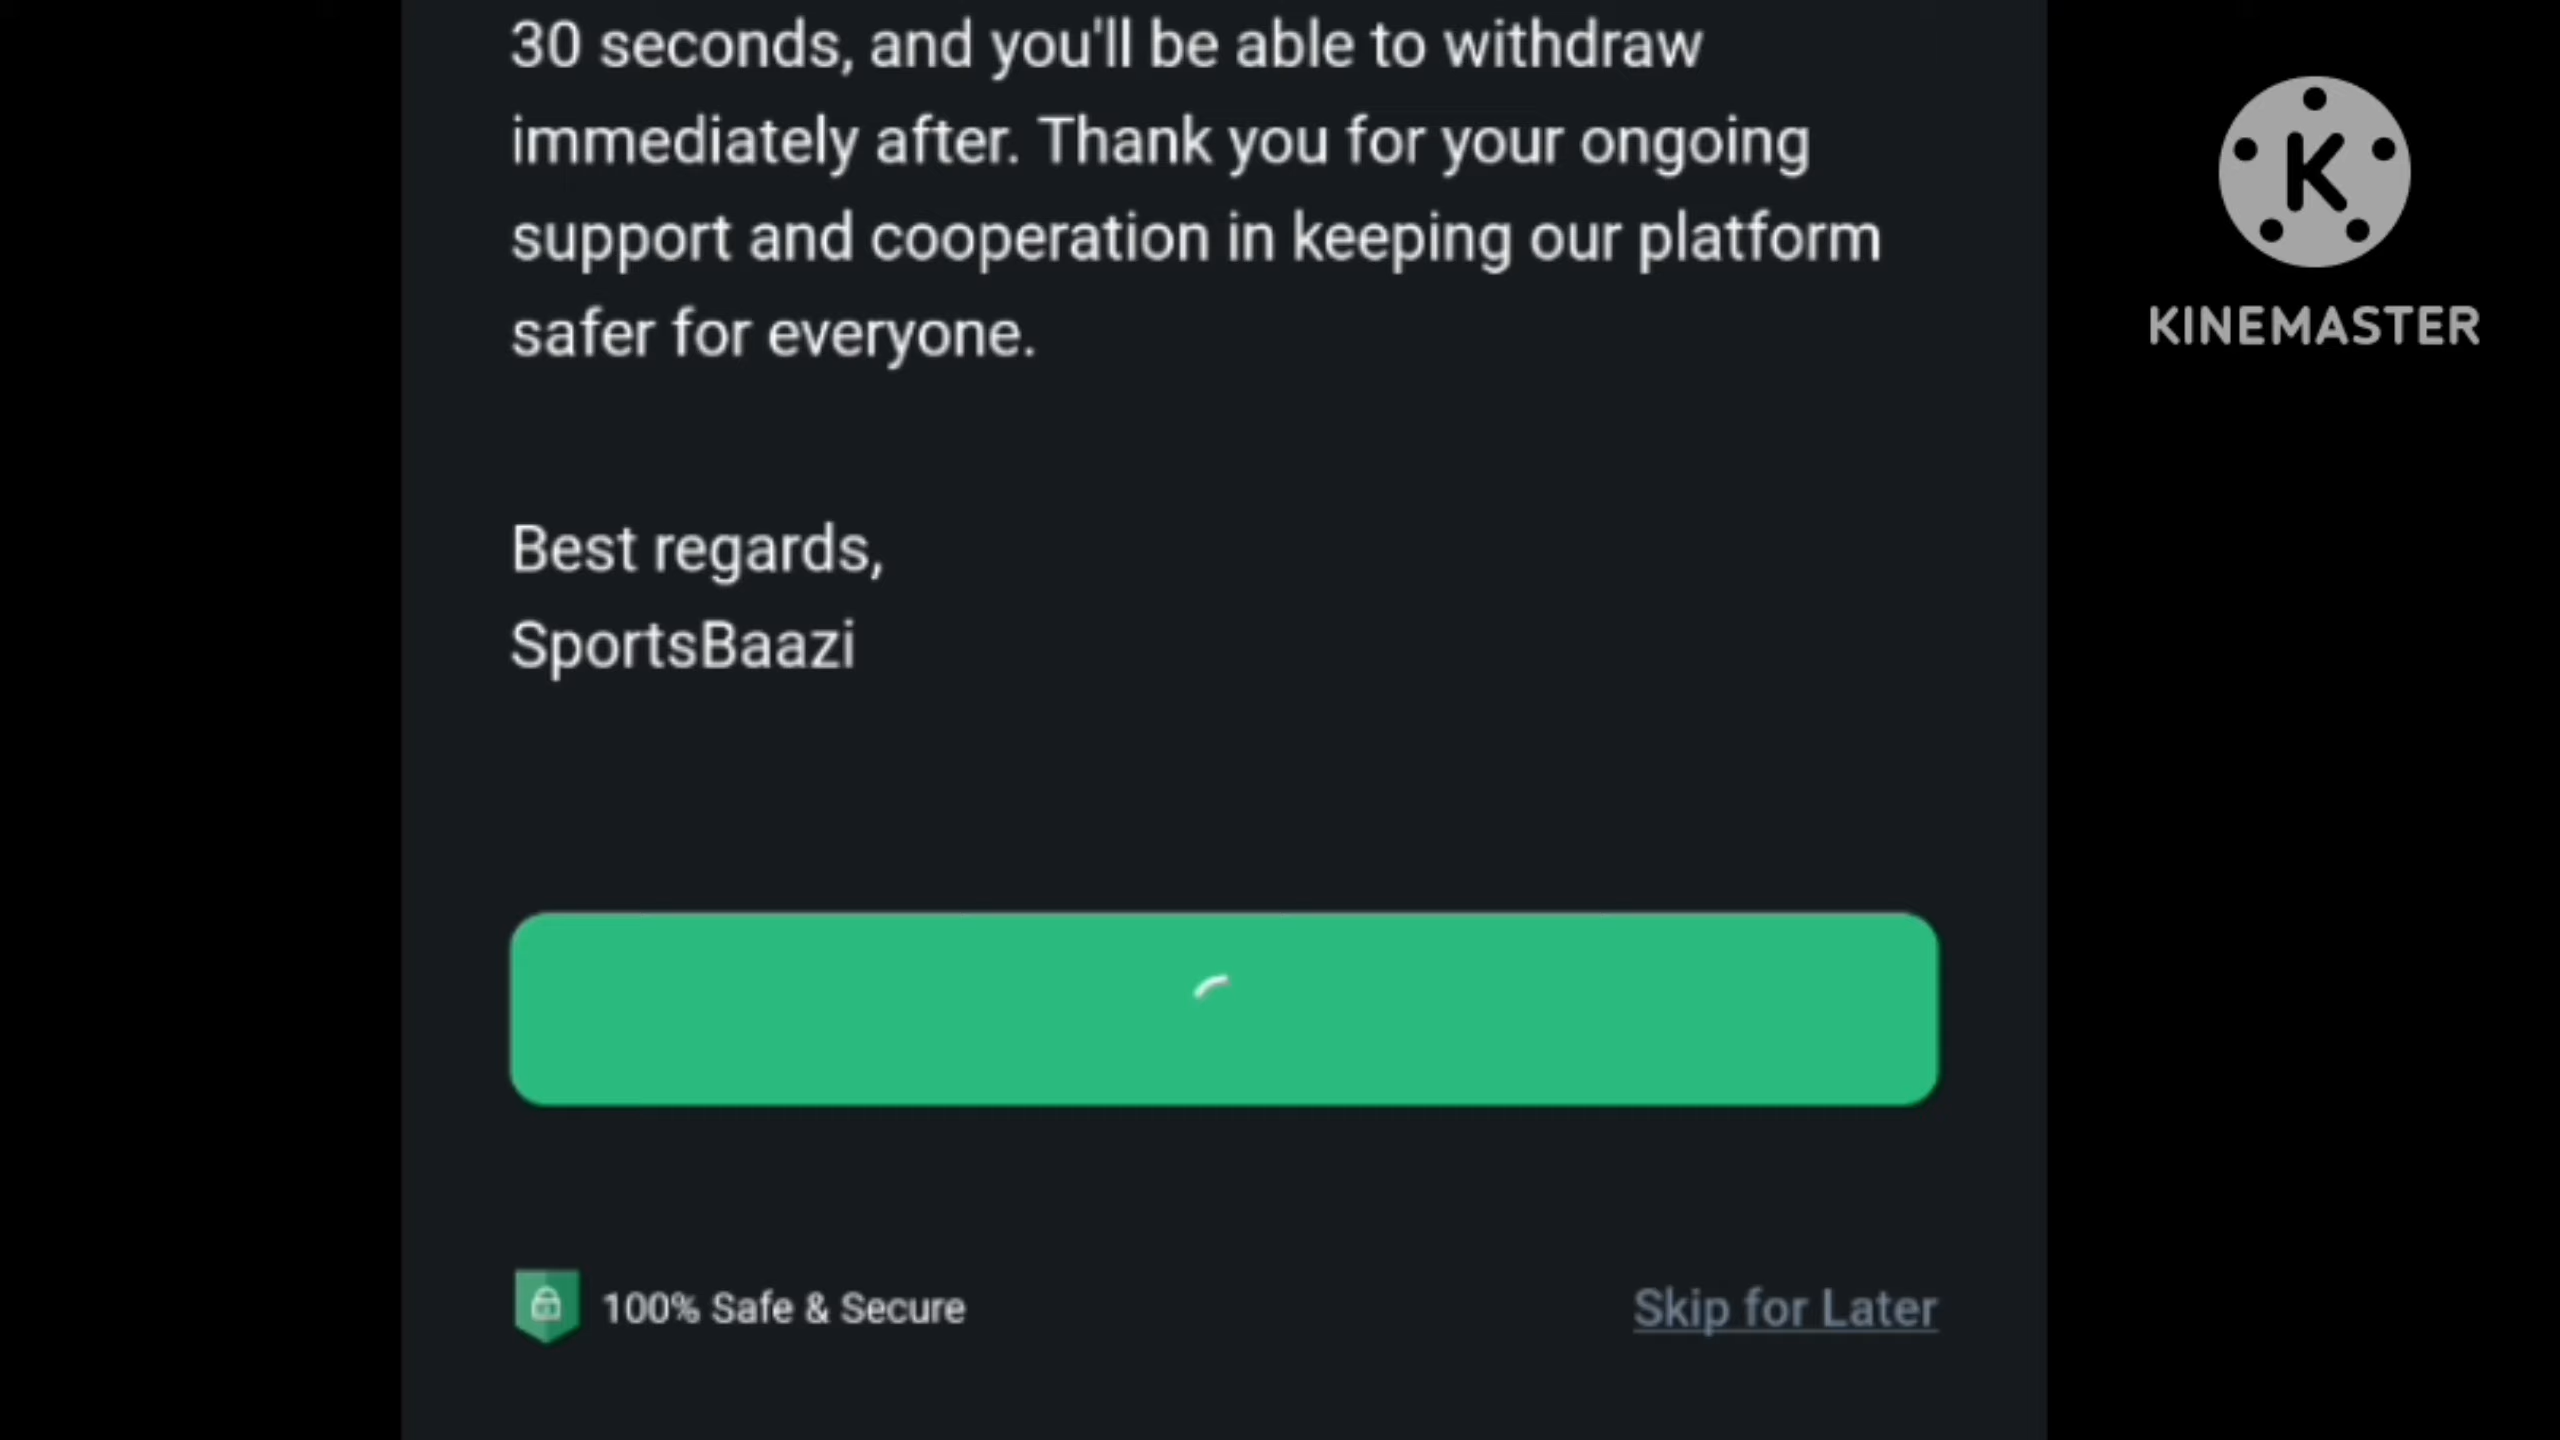 30 seconds, and you'll be able to withdraw
immediately after. Thank you for your ongoing
support and cooperation in keeping our platform
safer for everyone.
Best regards,
SportsBaazi
100% Safe & Secure
Skip for Later
K
KINEMASTER